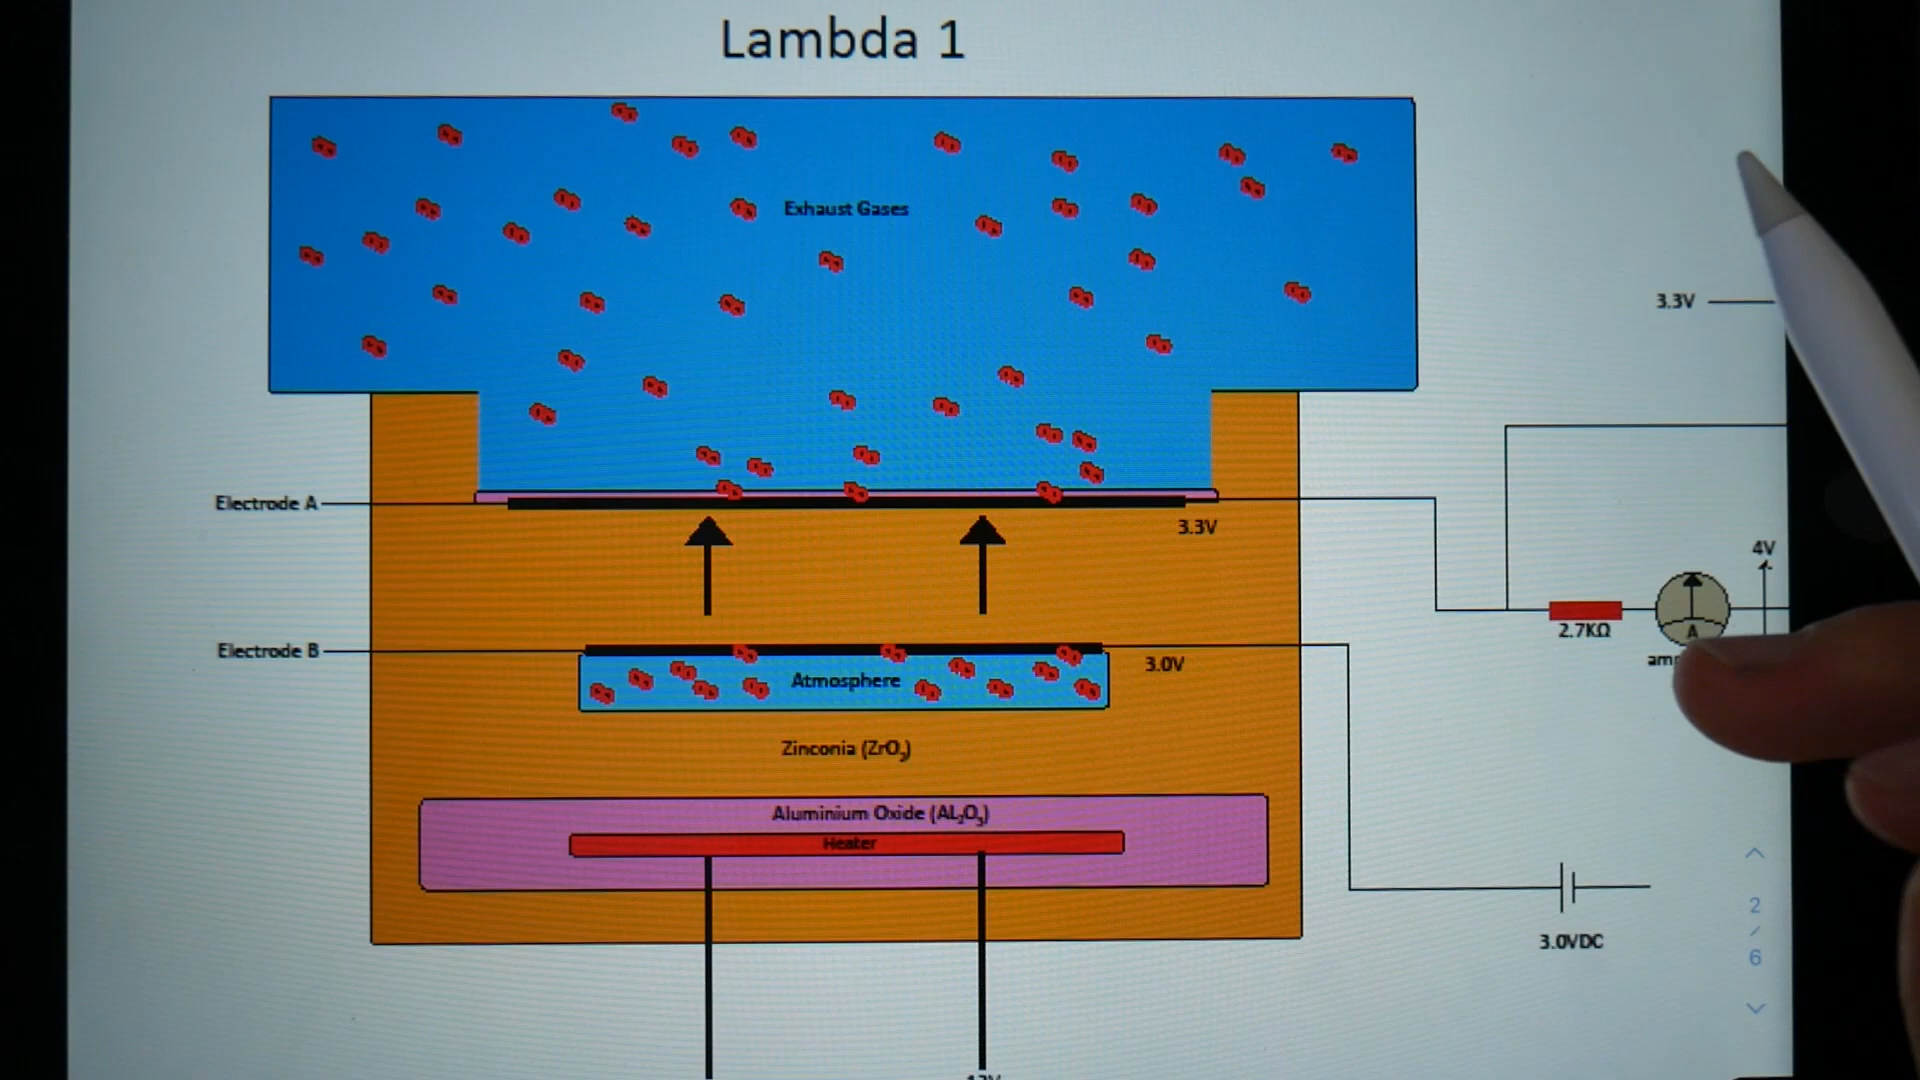 Lambda 1
Exhaust Gases
3.3V
Electrode A
3.3V
4V
2.7KΩ
A
Electrode B
3.0V
Atmosphere
Zinconia (ZrO₂)
Aluminium Oxide (AL₂O₃)
Heater
2
/
6
3.0VDC